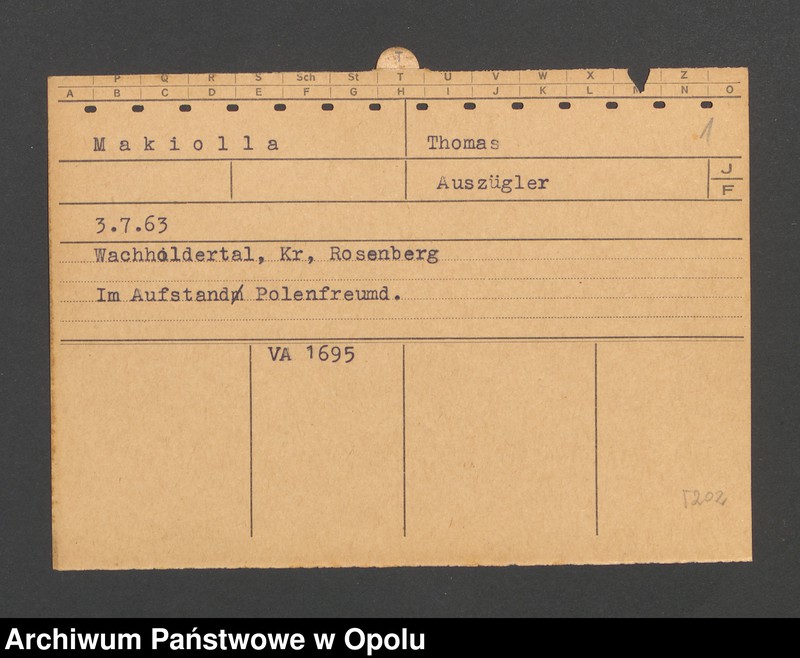 T
P Q R S Sch St T U V W X Z
A B C D E F G H I J K L M N O
Makiolla Thomas 1
Auszügler J
F
3.7.63
Wachholdertal, Kr, Rosenberg
Im Aufstand Polenfreumd.
VA 1695
5202
Archiwum Państwowe w Opolu